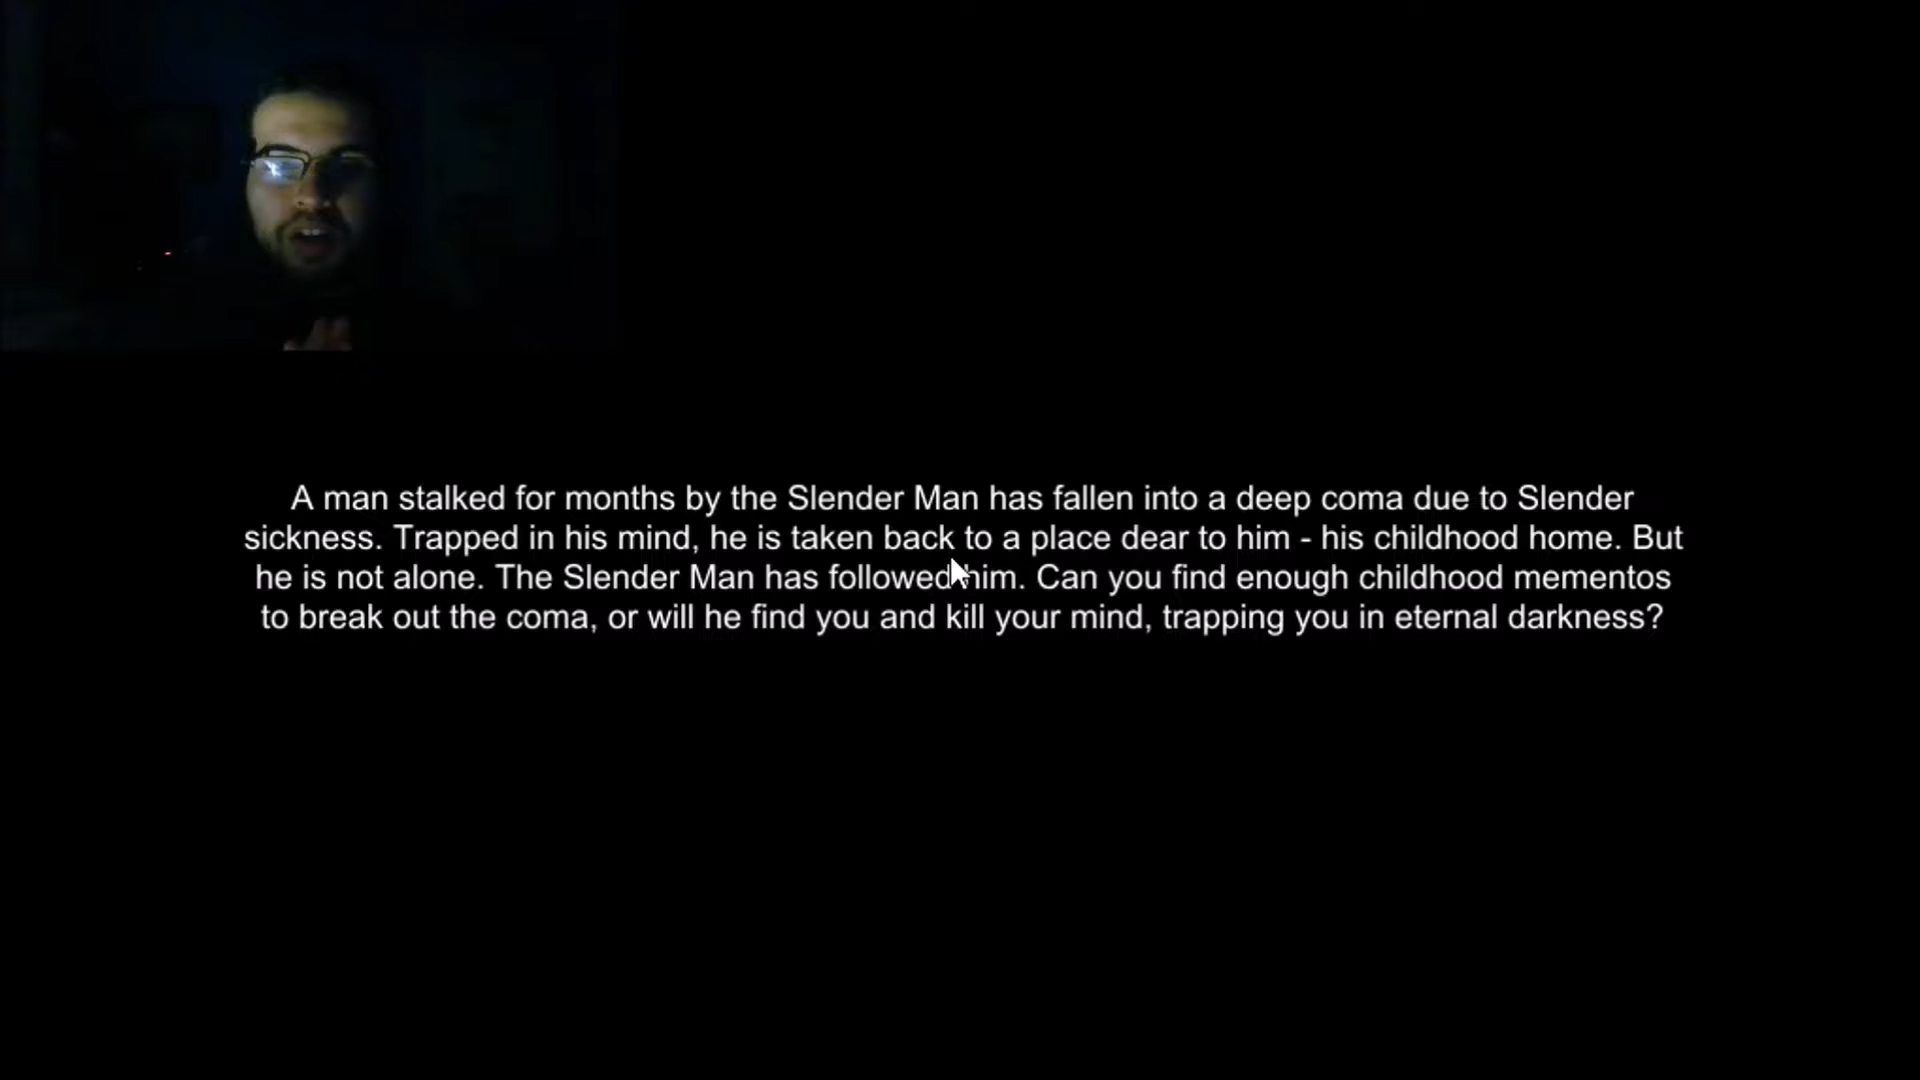 A man stalked for months by the Slender Man has fallen into a deep coma due to Slender
sickness. Trapped in his mind, he is taken back to a place dear to him - his childhood home. But
he is not alone. The Slender Man has followed him. Can you find enough childhood mementos
to break out the coma, or will he find you and kill your mind, trapping you in eternal darkness?